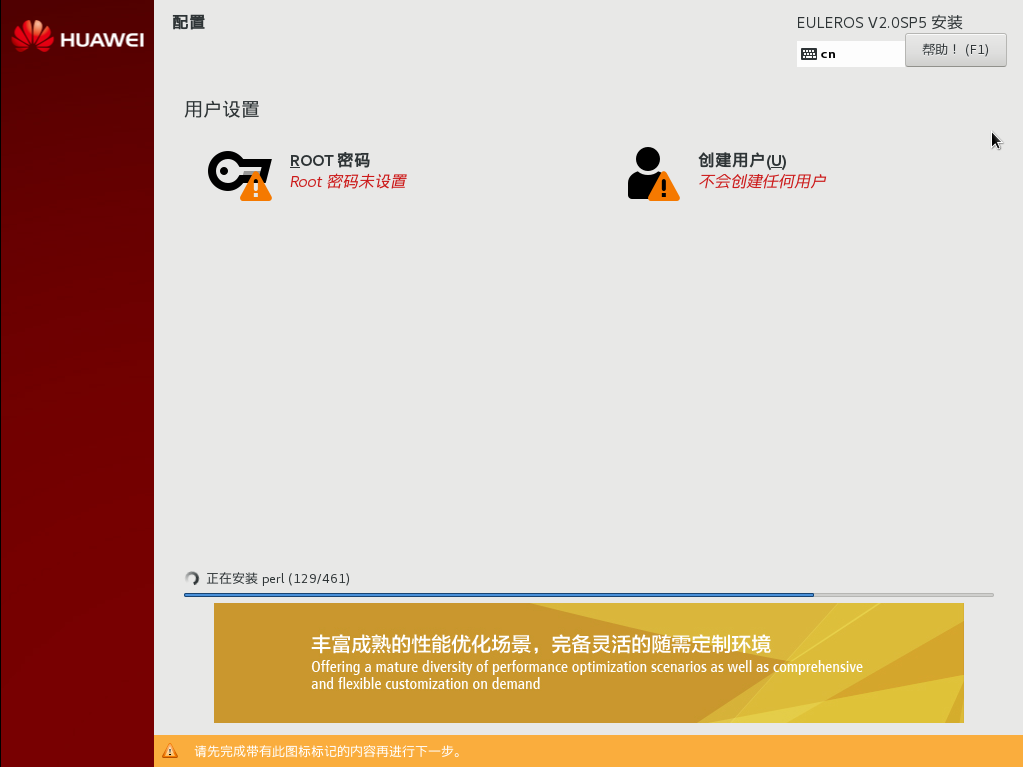 HUAWEI
配置
EULEROS V2.0SP5 安装
cn
帮助！ (F1)
用户设置
ROOT 密码
Root 密码未设置
创建用户(U)
不会创建任何用户
正在安装 perl (129/461)
丰富成熟的性能优化场景，完备灵活的随需定制环境
Offering a mature diversity of performance optimization scenarios as well as comprehensive
and flexible customization on demand
请先完成带有此图标标记的内容再进行下一步。